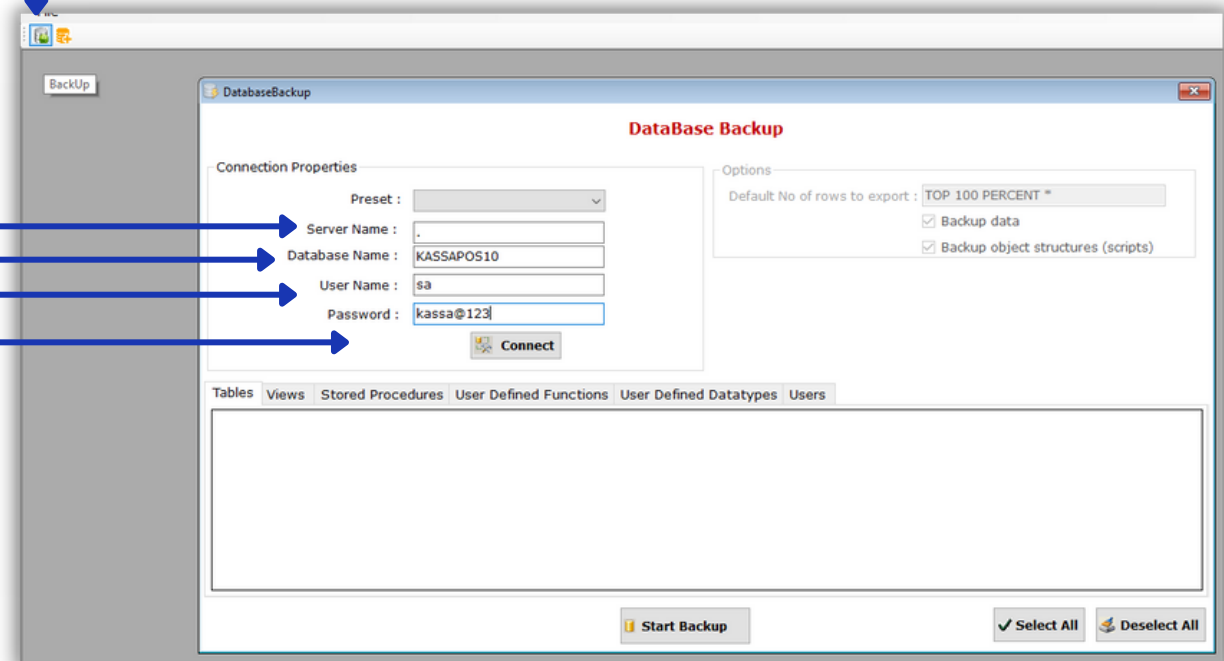 File
BackUp
DatabaseBackup
DataBase Backup
Connection Properties
Preset :
Server Name : .
Database Name : KASSAPOS10
User Name : sa
Password : kassa@123
Connect
Options
Default No of rows to export : TOP 100 PERCENT *
Backup data
Backup object structures (scripts)
Tables Views Stored Procedures User Defined Functions User Defined Datatypes Users
Start Backup
Select All
Deselect All